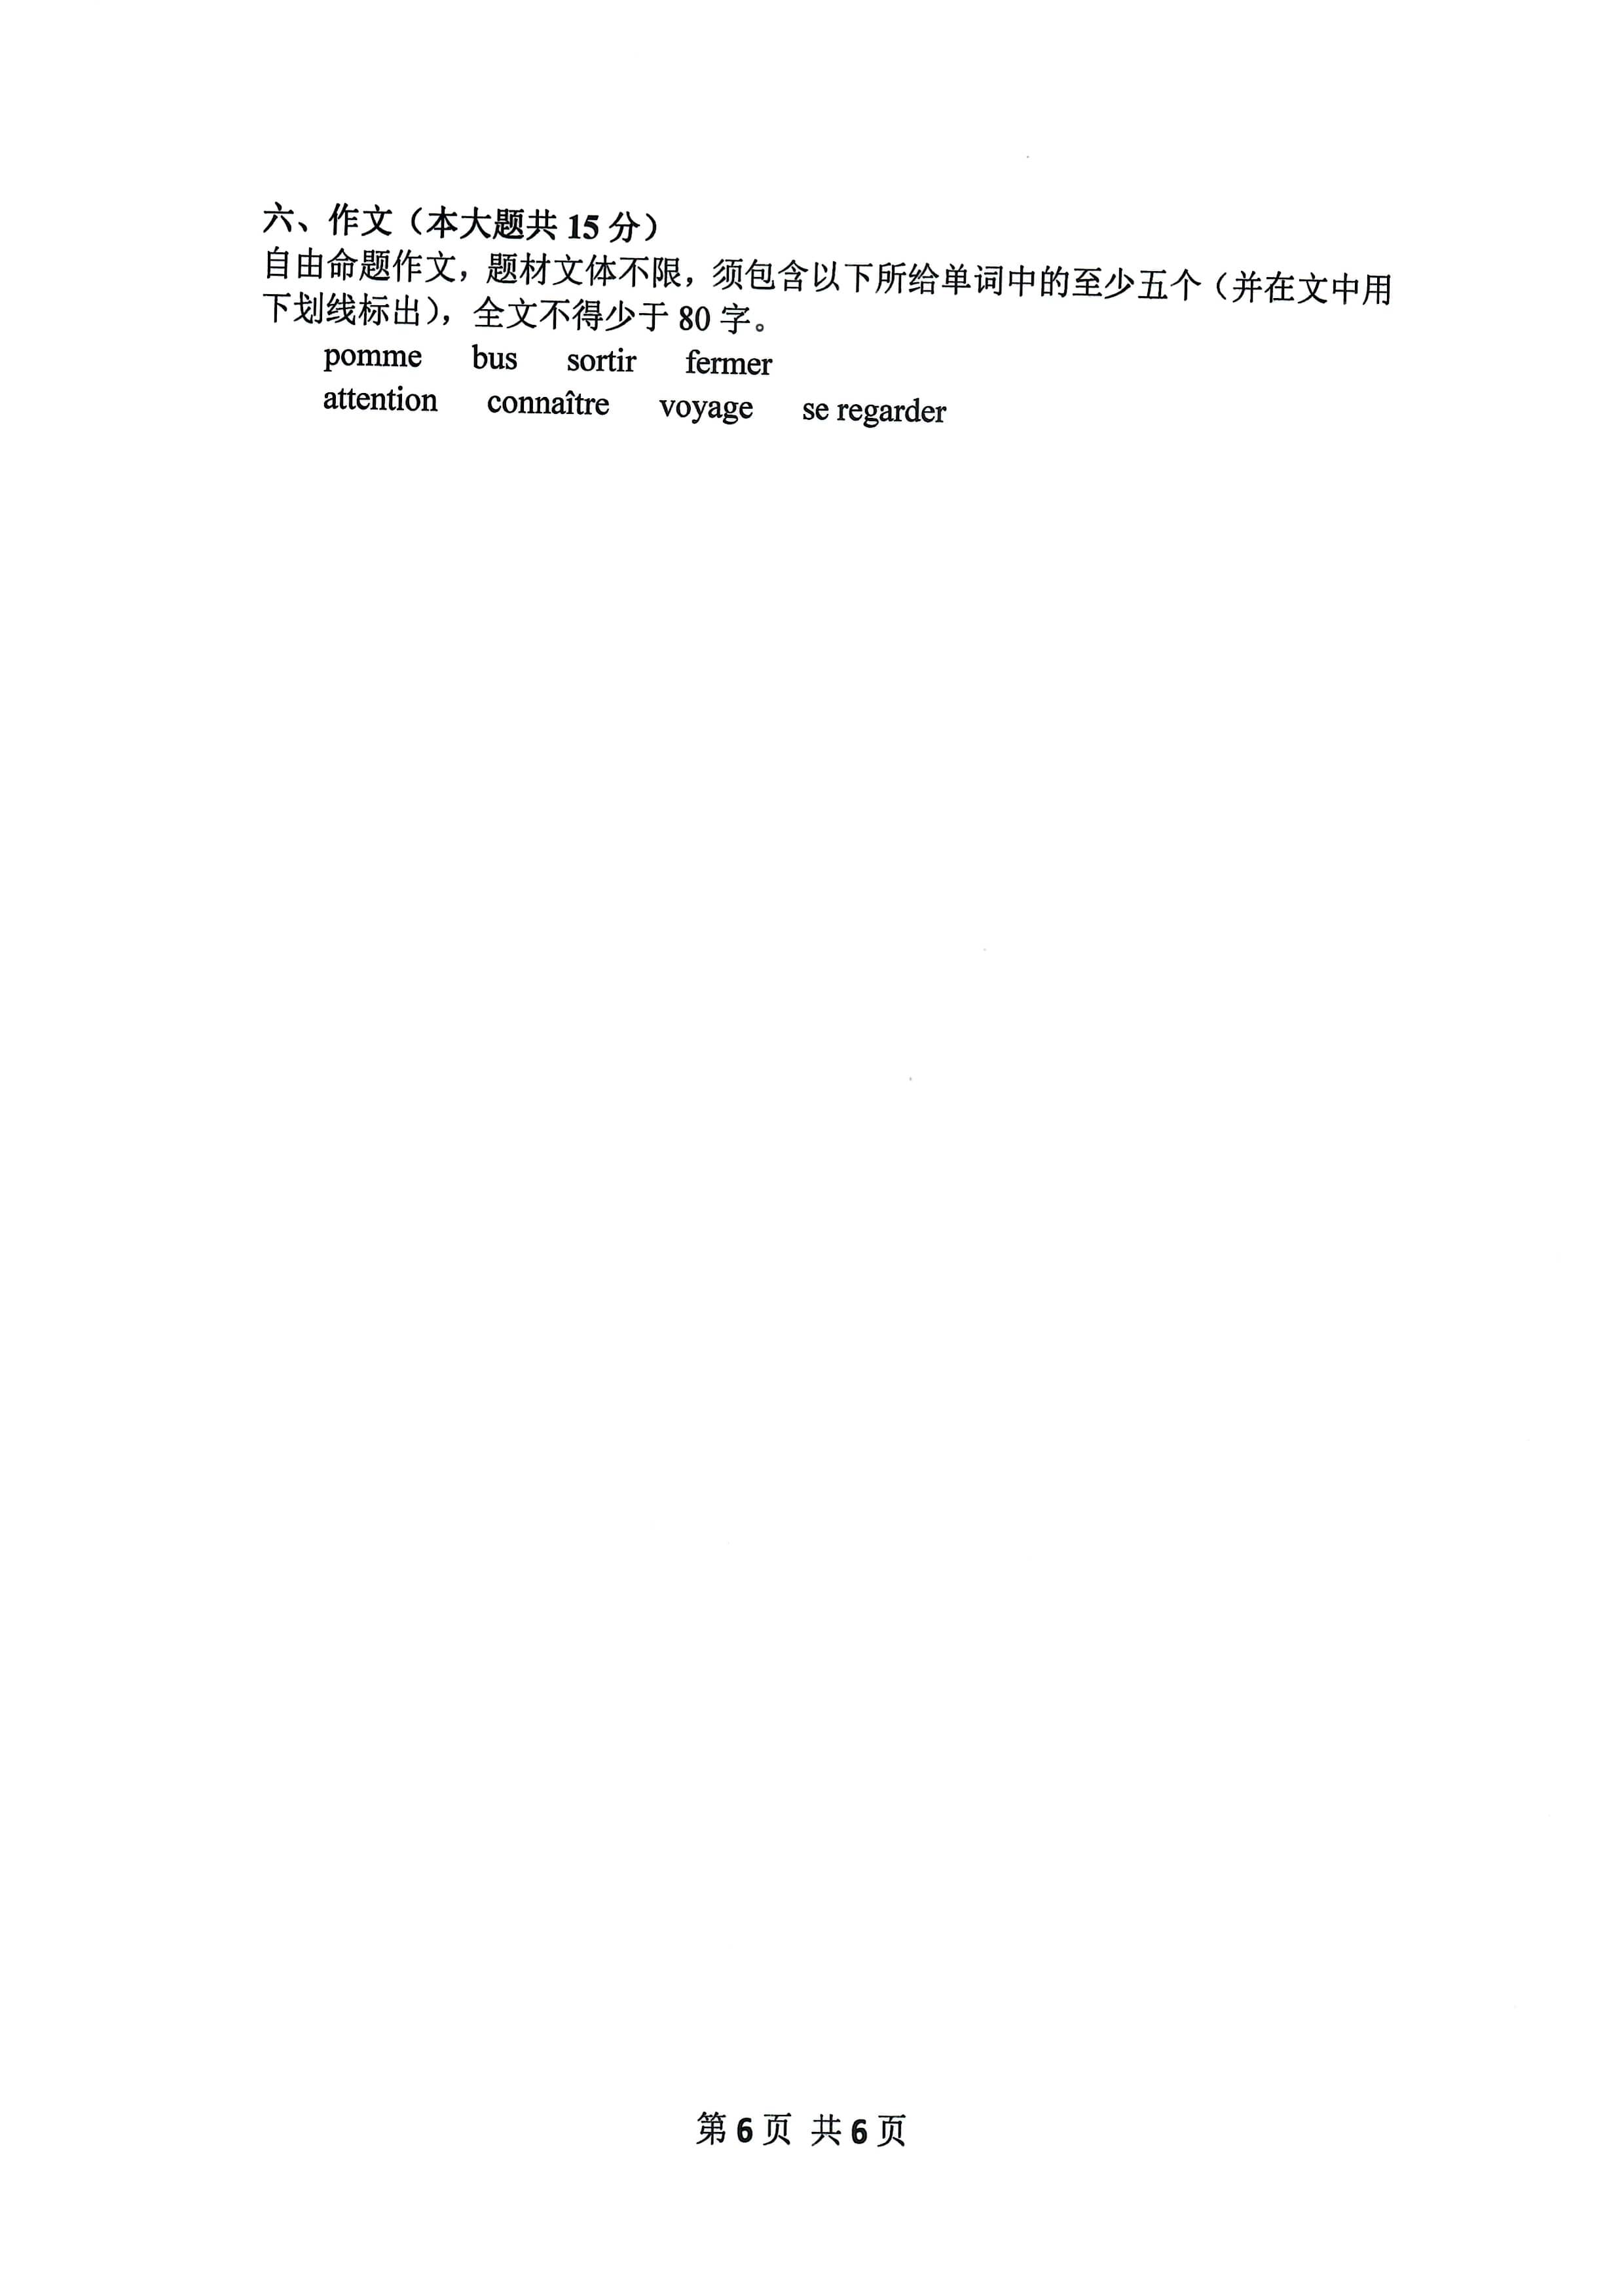 六、作文（本大题共 15 分）
自由命题作文，题材文体不限，须包含以下所给单词中的至少五个（并在文中用
下划线标出），全文不得少于 80 字。
pomme bus sortir fermer
attention connaître voyage se regarder
第 6 页 共 6 页